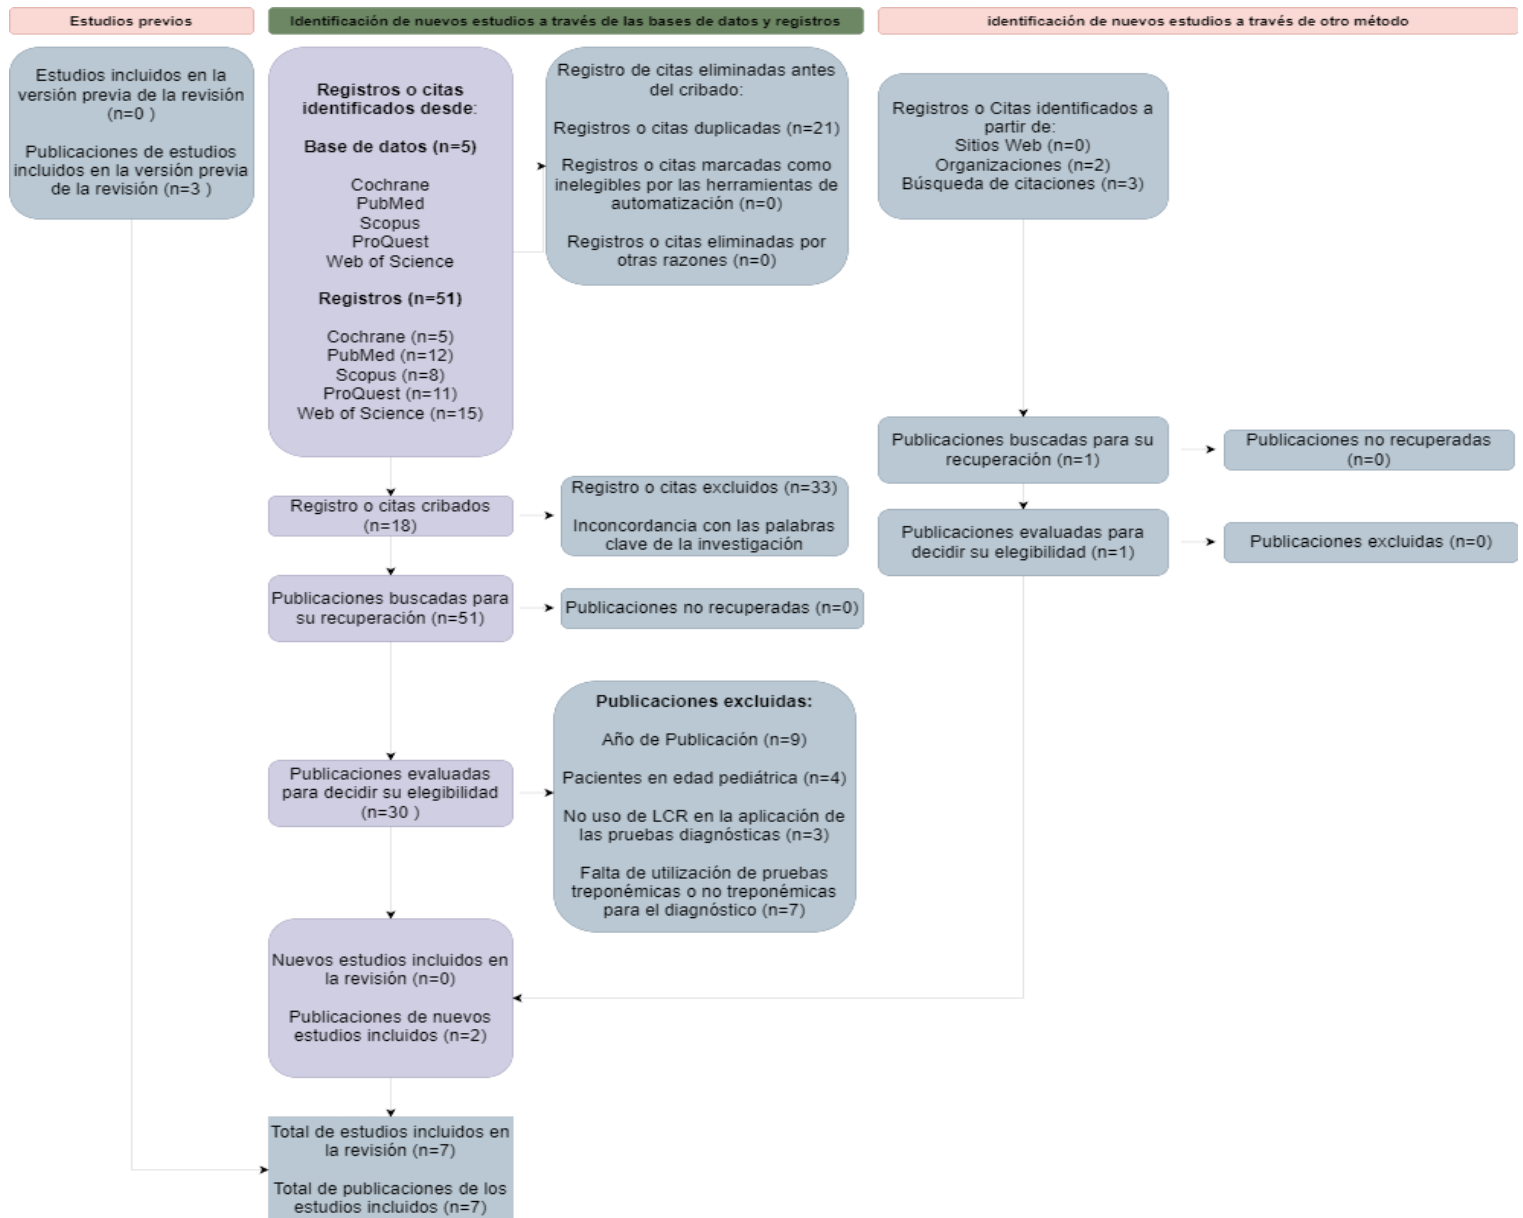 Estudios previos
Identificación de nuevos estudios a través de las bases de datos y registros
identificación de nuevos estudios a través de otro método
Estudios incluidos en la
versión previa de la revisión
(n=0 )
Publicaciones de estudios
incluidos en la versión previa
de la revisión (n=3 )
Registros o citas
identificados desde:
Base de datos (n=5)
Cochrane
PubMed
Scopus
ProQuest
Web of Science
Registros (n=51)
Cochrane (n=5)
PubMed (n=12)
Scopus (n=8)
ProQuest (n=11)
Web of Science (n=15)
Registro de citas eliminadas antes
del cribado:
Registros o citas duplicadas (n=21)
Registros o citas marcadas como
inelegibles por las herramientas de
automatización (n=0)
Registros o citas eliminadas por
otras razones (n=0)
Registros o Citas identificados a
partir de:
Sitios Web (n=0)
Organizaciones (n=2)
Búsqueda de citaciones (n=3)
Registro o citas cribados
(n=18)
Registro o citas excluidos (n=33)
Inconcordancia con las palabras
clave de la investigación
Publicaciones buscadas para su
recuperación (n=1)
Publicaciones no recuperadas
(n=0)
Publicaciones evaluadas para
decidir su elegibilidad (n=1)
Publicaciones excluidas (n=0)
Publicaciones buscadas para
su recuperación (n=51)
Publicaciones no recuperadas (n=0)
Publicaciones evaluadas
para decidir su elegibilidad
(n=30 )
Publicaciones excluidas:
Año de Publicación (n=9)
Pacientes en edad pediátrica (n=4)
No uso de LCR en la aplicación de
las pruebas diagnósticas (n=3)
Falta de utilización de pruebas
treponémicas o no treponémicas
para el diagnóstico (n=7)
Nuevos estudios incluidos en
la revisión (n=0)
Publicaciones de nuevos
estudios incluidos (n=2)
Total de estudios incluidos en
la revisión (n=7)
Total de publicaciones de los
estudios incluidos (n=7)